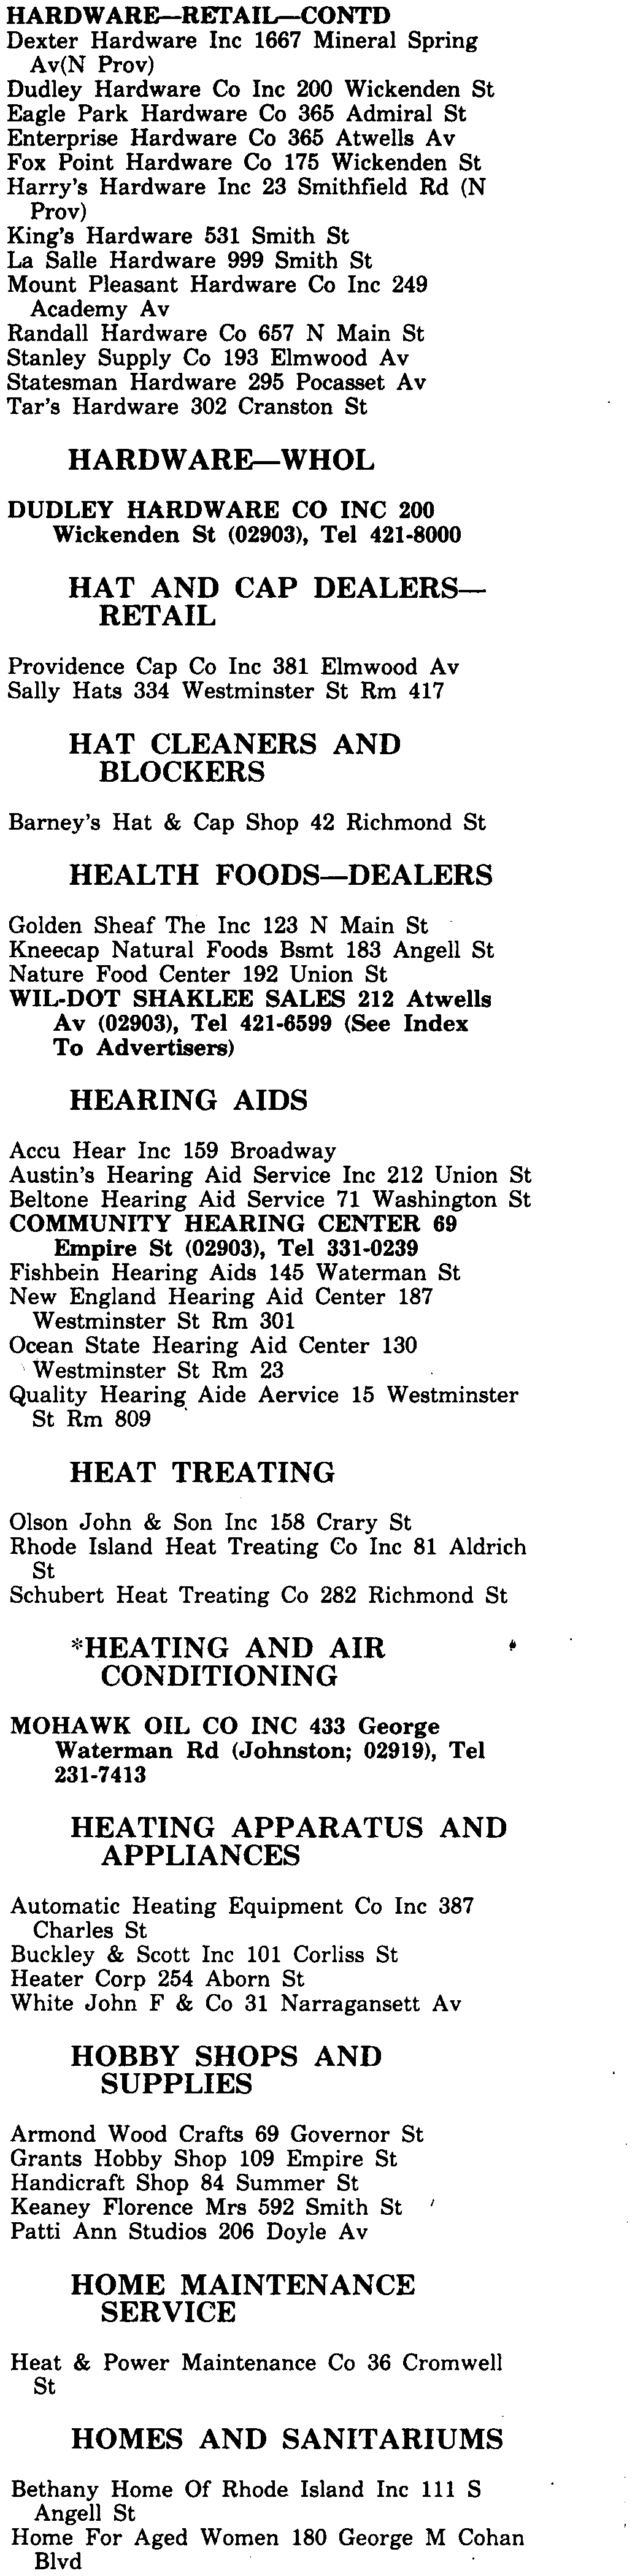 HARDWARE—RETAIL—CONTD
Dexter Hardware Inc 1667 Mineral Spring
Av(N Prov)
Dudley Hardware Co Inc 200 Wickenden St
Eagle Park Hardware Co 365 Admiral St
Enterprise Hardware Co 365 Atwells Av
Fox Point Hardware Co 175 Wickenden St
Harry's Hardware Inc 23 Smithfield Rd (N
Prov)
King's Hardware 531 Smith St
La Salle Hardware 999 Smith St
Mount Pleasant Hardware Co Inc 249
Academy Av
Randall Hardware Co 657 N Main St
Stanley Supply Co 193 Elmwood Av
Statesman Hardware 295 Pocasset Av
Tar's Hardware 302 Cranston St
HARDWARE—WHOL
DUDLEY HARDWARE CO INC 200
Wickenden St (02903), Tel 421-8000
HAT AND CAP DEALERS—
RETAIL
Providence Cap Co Inc 381 Elmwood Av
Sally Hats 334 Westminster St Rm 417
HAT CLEANERS AND
BLOCKERS
Barney's Hat & Cap Shop 42 Richmond St
HEALTH FOODS—DEALERS
Golden Sheaf The Inc 123 N Main St
Kneecap Natural Foods Bsmt 183 Angell St
Nature Food Center 192 Union St
WIL-DOT SHAKLEE SALES 212 Atwells
Av (02903), Tel 421-6599 (See Index
To Advertisers)
HEARING AIDS
Accu Hear Inc 159 Broadway
Austin's Hearing Aid Service Inc 212 Union St
Beltone Hearing Aid Service 71 Washington St
COMMUNITY HEARING CENTER 69
Empire St (02903), Tel 331-0239
Fishbein Hearing Aids 145 Waterman St
New England Hearing Aid Center 187
Westminster St Rm 301
Ocean State Hearing Aid Center 130
Westminster St Rm 23
Quality Hearing Aide Aervice 15 Westminster
St Rm 809
HEAT TREATING
Olson John & Son Inc 158 Crary St
Rhode Island Heat Treating Co Inc 81 Aldrich
St
Schubert Heat Treating Co 282 Richmond St
*HEATING AND AIR
CONDITIONING
MOHAWK OIL CO INC 433 George
Waterman Rd (Johnston; 02919), Tel
231-7413
HEATING APPARATUS AND
APPLIANCES
Automatic Heating Equipment Co Inc 387
Charles St
Buckley & Scott Inc 101 Corliss St
Heater Corp 254 Aborn St
White John F & Co 31 Narragansett Av
HOBBY SHOPS AND
SUPPLIES
Armond Wood Crafts 69 Governor St
Grants Hobby Shop 109 Empire St
Handicraft Shop 84 Summer St
Keaney Florence Mrs 592 Smith St
Patti Ann Studios 206 Doyle Av
HOME MAINTENANCE
SERVICE
Heat & Power Maintenance Co 36 Cromwell
St
HOMES AND SANITARIUMS
Bethany Home Of Rhode Island Inc 111 S
Angell St
Home For Aged Women 180 George M Cohan
Blvd